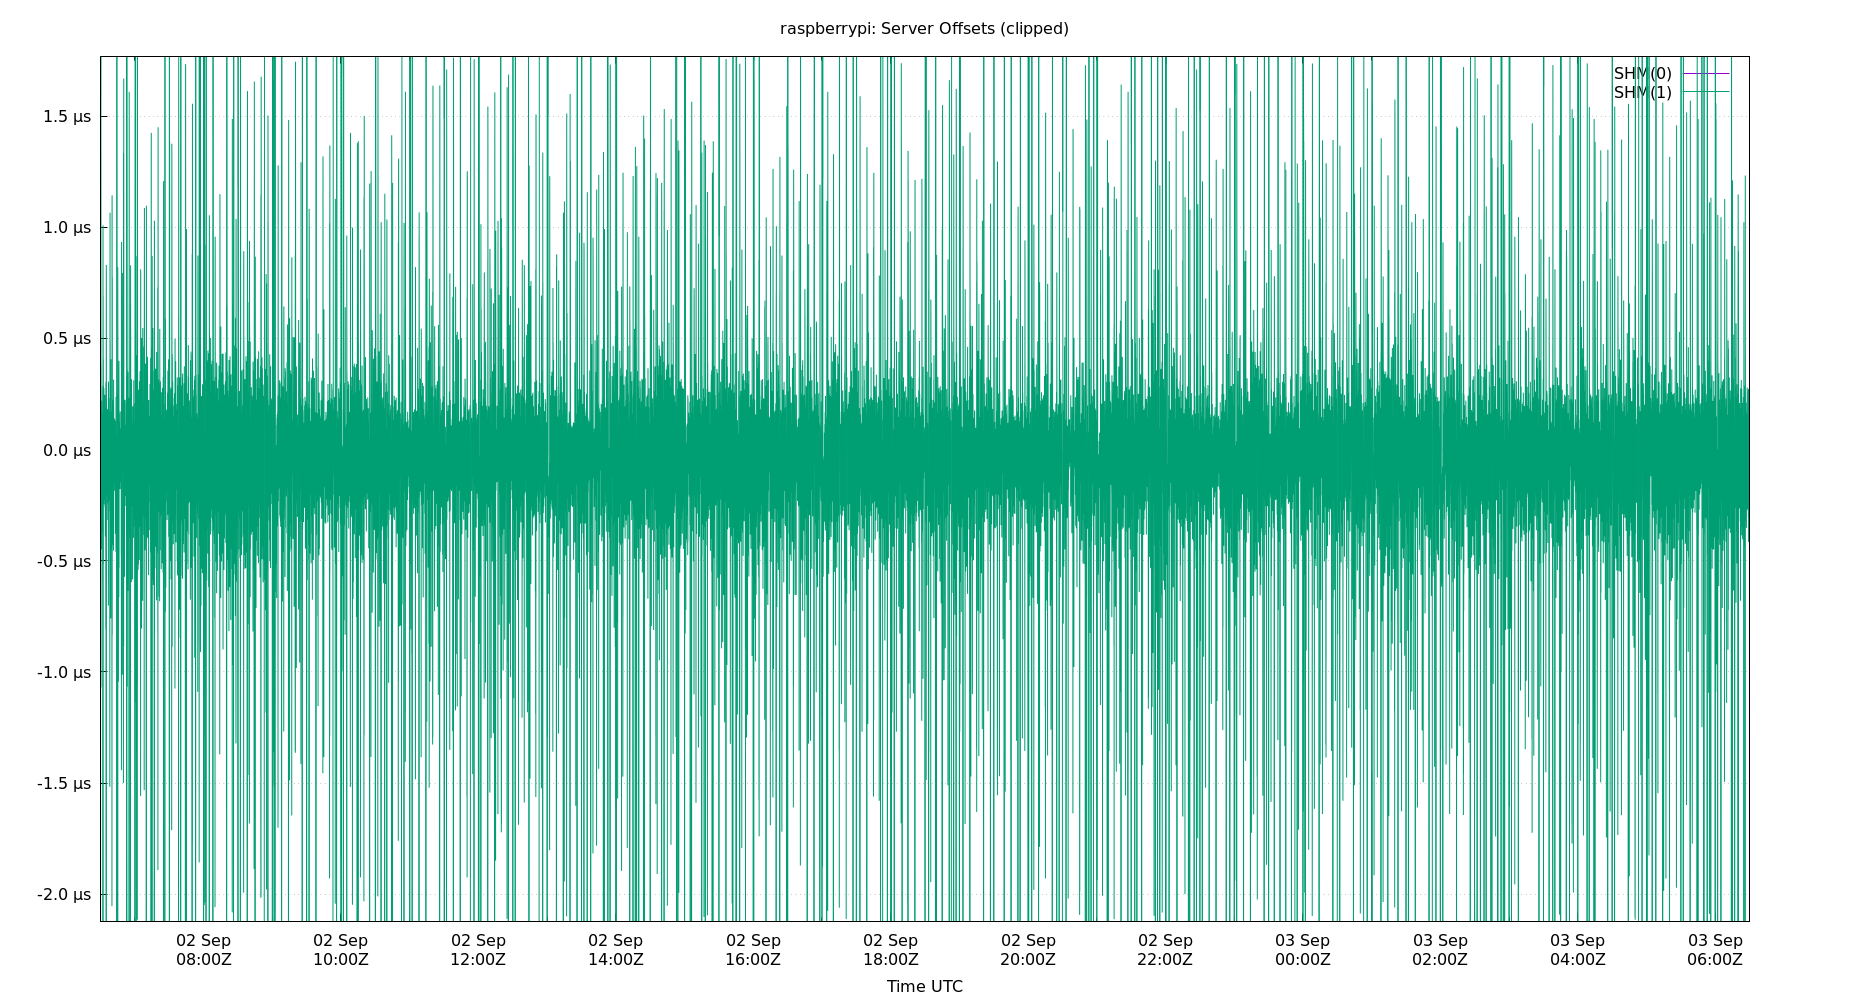 raspberrypi: Server Offsets (clipped)
SHM(0)
SHM(1)
1.5 µs
1.0 µs
0.5 µs
0.0 µs
-0.5 µs
-1.0 µs
-1.5 µs
-2.0 µs
02 Sep 02 Sep 02 Sep 02 Sep 02 Sep 02 Sep 02 Sep 02 Sep 03 Sep 03 Sep 03 Sep 03 Sep
08:00Z 10:00Z 12:00Z 14:00Z 16:00Z 18:00Z 20:00Z 22:00Z 00:00Z 02:00Z 04:00Z 06:00Z
Time UTC